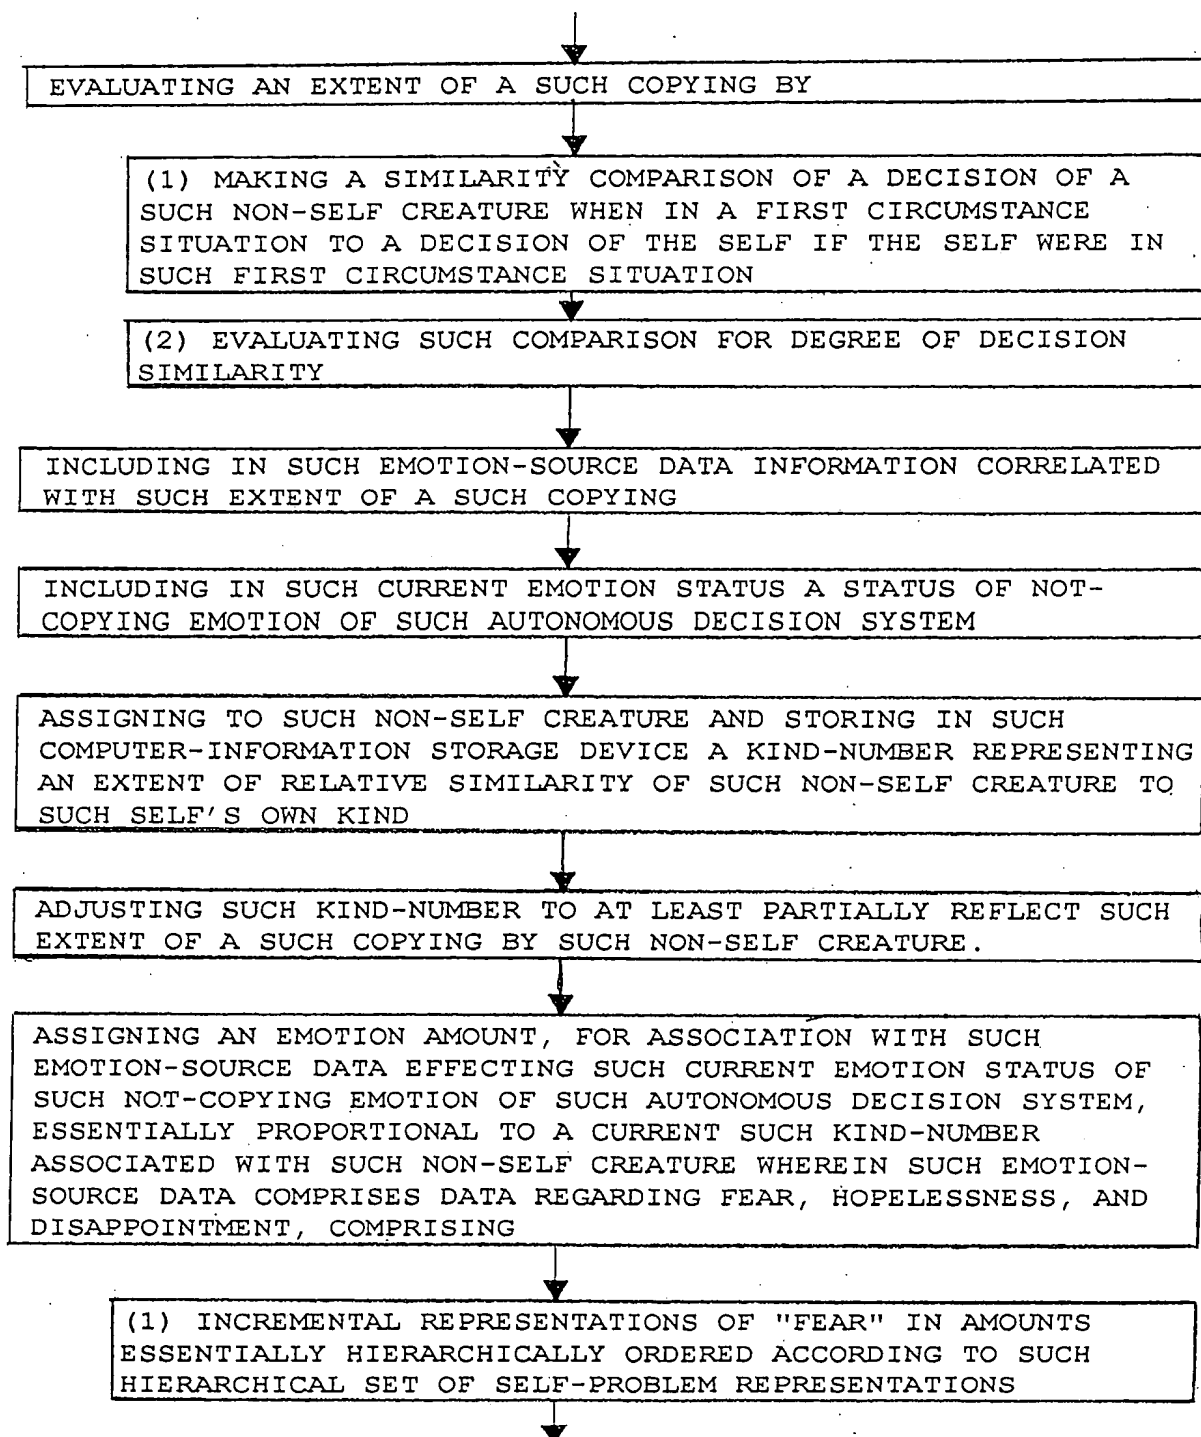 EVALUATING AN EXTENT OF A SUCH COPYING BY
(1) MAKING A SIMILARITY COMPARISON OF A DECISION OF A
SUCH NON-SELF CREATURE WHEN IN A FIRST CIRCUMSTANCE
SITUATION TO A DECISION OF THE SELF IF THE SELF WERE IN
SUCH FIRST CIRCUMSTANCE SITUATION
(2) EVALUATING SUCH COMPARISON FOR DEGREE OF DECISION
SIMILARITY
INCLUDING IN SUCH EMOTION-SOURCE DATA INFORMATION CORRELATED
WITH SUCH EXTENT OF A SUCH COPYING
INCLUDING IN SUCH CURRENT EMOTION STATUS A STATUS OF NOT-
COPYING EMOTION OF SUCH AUTONOMOUS DECISION SYSTEM
ASSIGNING TO SUCH NON-SELF CREATURE AND STORING IN SUCH
COMPUTER-INFORMATION STORAGE DEVICE A KIND-NUMBER REPRESENTING
AN EXTENT OF RELATIVE SIMILARITY OF SUCH NON-SELF CREATURE TO
SUCH SELF'S OWN KIND
ADJUSTING SUCH KIND-NUMBER TO AT LEAST PARTIALLY REFLECT SUCH
EXTENT OF A SUCH COPYING BY SUCH NON-SELF CREATURE.
ASSIGNING AN EMOTION AMOUNT, FOR ASSOCIATION WITH SUCH
EMOTION-SOURCE DATA EFFECTING SUCH CURRENT EMOTION STATUS OF
SUCH NOT-COPYING EMOTION OF SUCH AUTONOMOUS DECISION SYSTEM,
ESSENTIALLY PROPORTIONAL TO A CURRENT SUCH KIND-NUMBER
ASSOCIATED WITH SUCH NON-SELF CREATURE WHEREIN SUCH EMOTION-
SOURCE DATA COMPRISES DATA REGARDING FEAR, HOPELESSNESS, AND
DISAPPOINTMENT, COMPRISING
(1) INCREMENTAL REPRESENTATIONS OF "FEAR" IN AMOUNTS
ESSENTIALLY HIERARCHICALLY ORDERED ACCORDING TO SUCH
HIERARCHICAL SET OF SELF-PROBLEM REPRESENTATIONS